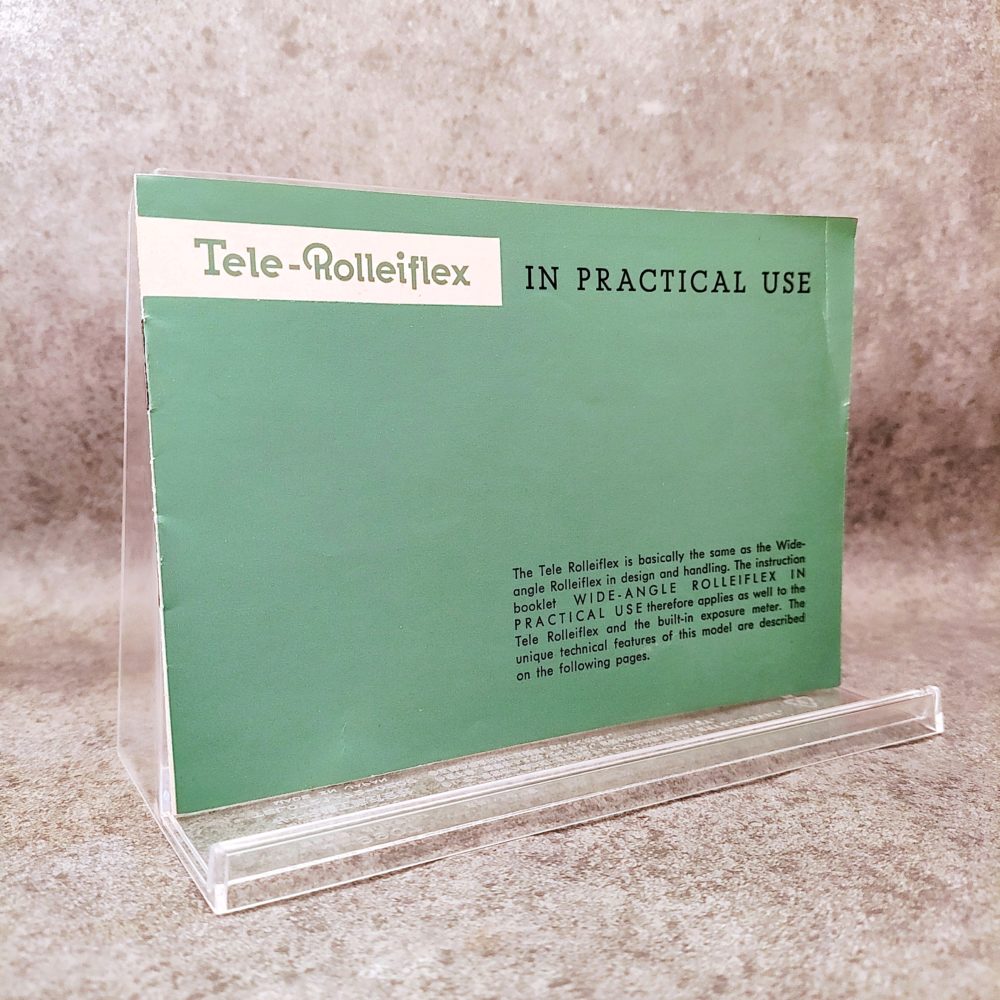 Tele-Rolleiflex IN PRACTICAL USE
The Tele Rolleiflex is basically the same as the Wide-
angle Rolleiflex in design and handling. The instruction
booklet WIDE-ANGLE ROLLEIFLEX IN
PRACTICAL USE therefore applies as well to the
Tele Rolleiflex and the built-in exposure meter. The
unique technical features of this model are described
on the following pages.